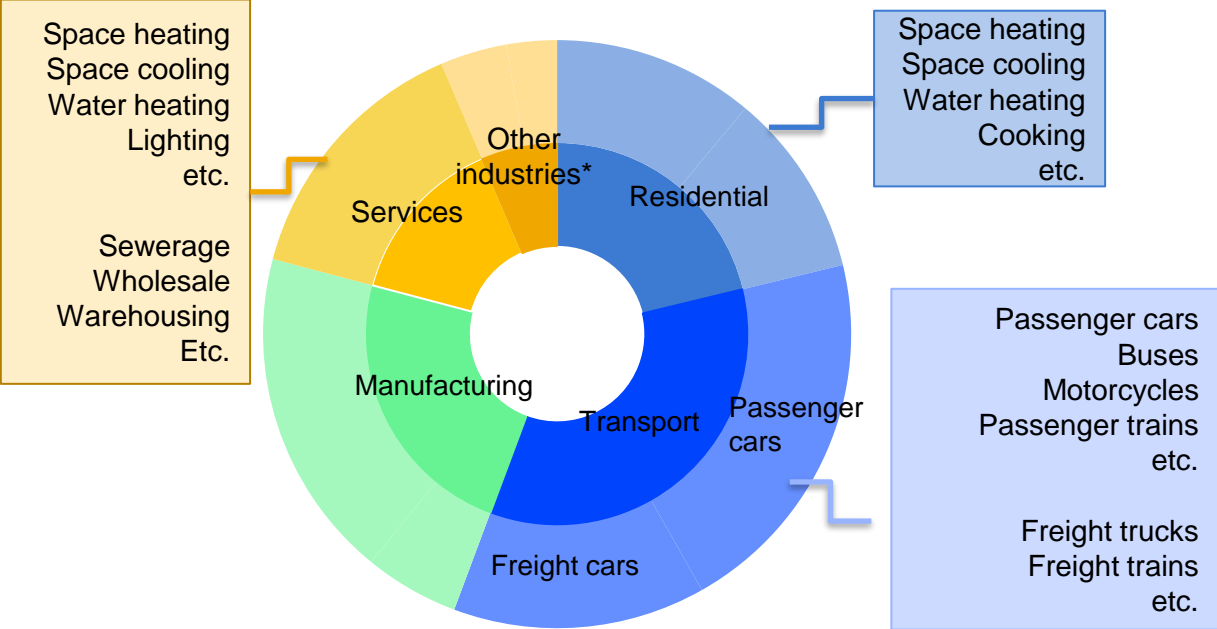 Space heating
Space cooling
Water heating
Lighting
etc.
Sewerage
Wholesale
Warehousing
Etc.
Other
industries*
Services
Residential
Manufacturing
Transport
Passenger
cars
Freight cars
Space heating
Space cooling
Water heating
Cooking
etc.
Passenger cars
Buses
Motorcycles
Passenger trains
etc.
Freight trucks
Freight trains
etc.